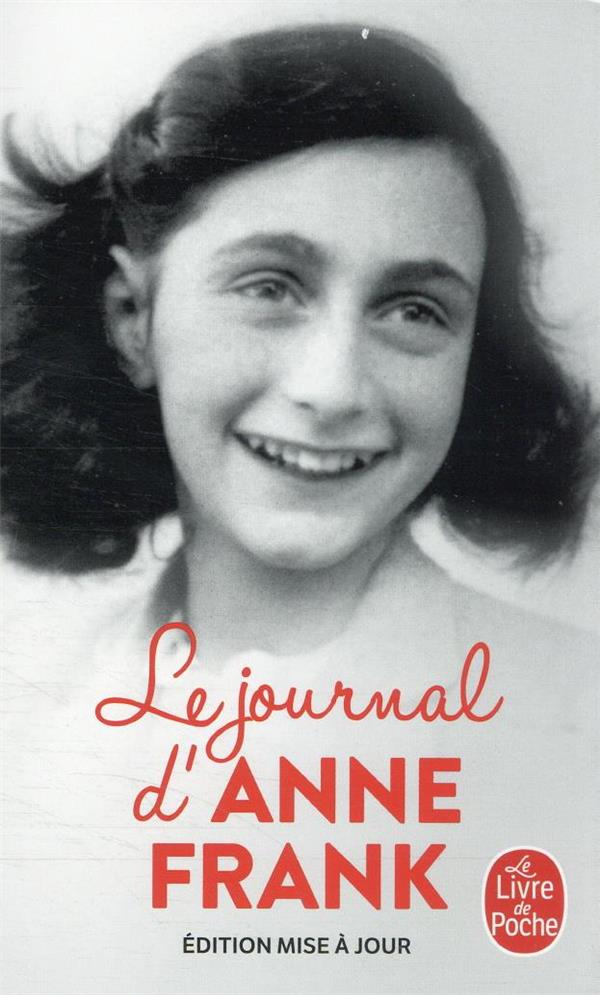 Le journal
d'ANNE
FRANK
ÉDITION MISE À JOUR
Le
LIVRE
de
POCHE